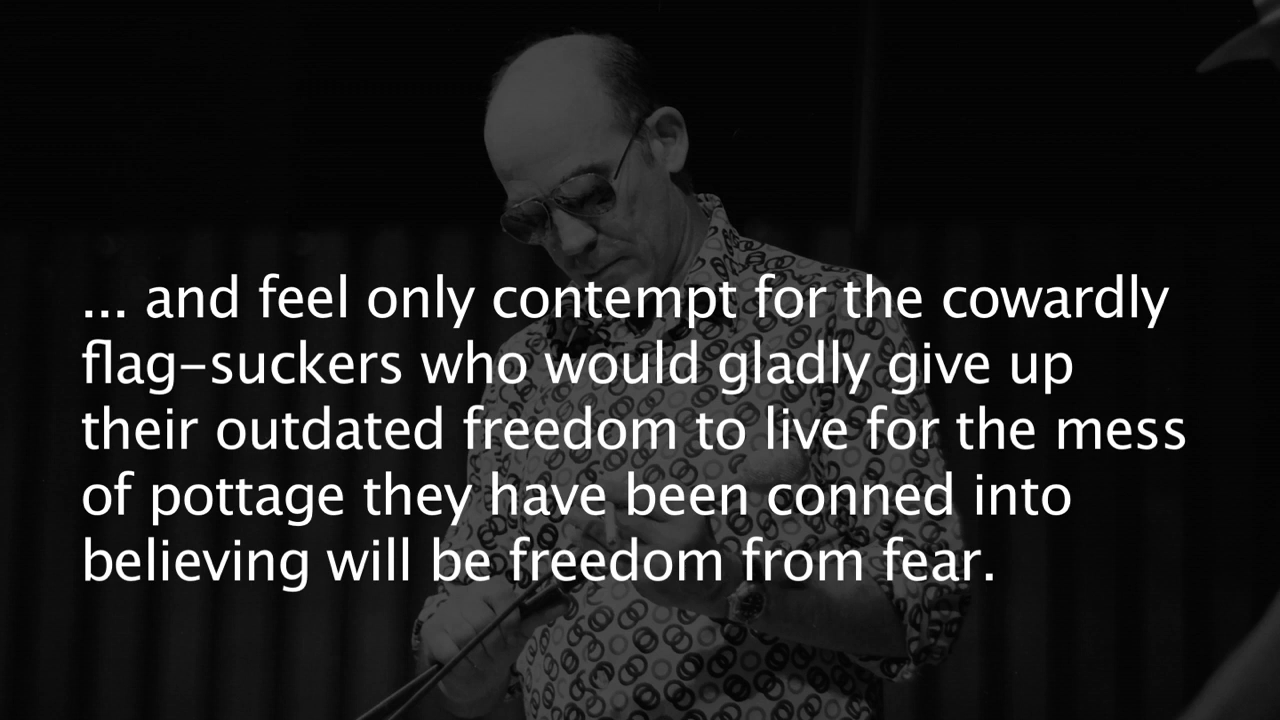 ... and feel only contempt for the cowardly
flag-suckers who would gladly give up
their outdated freedom to live for the mess
of pottage they have been conned into
believing will be freedom from fear.